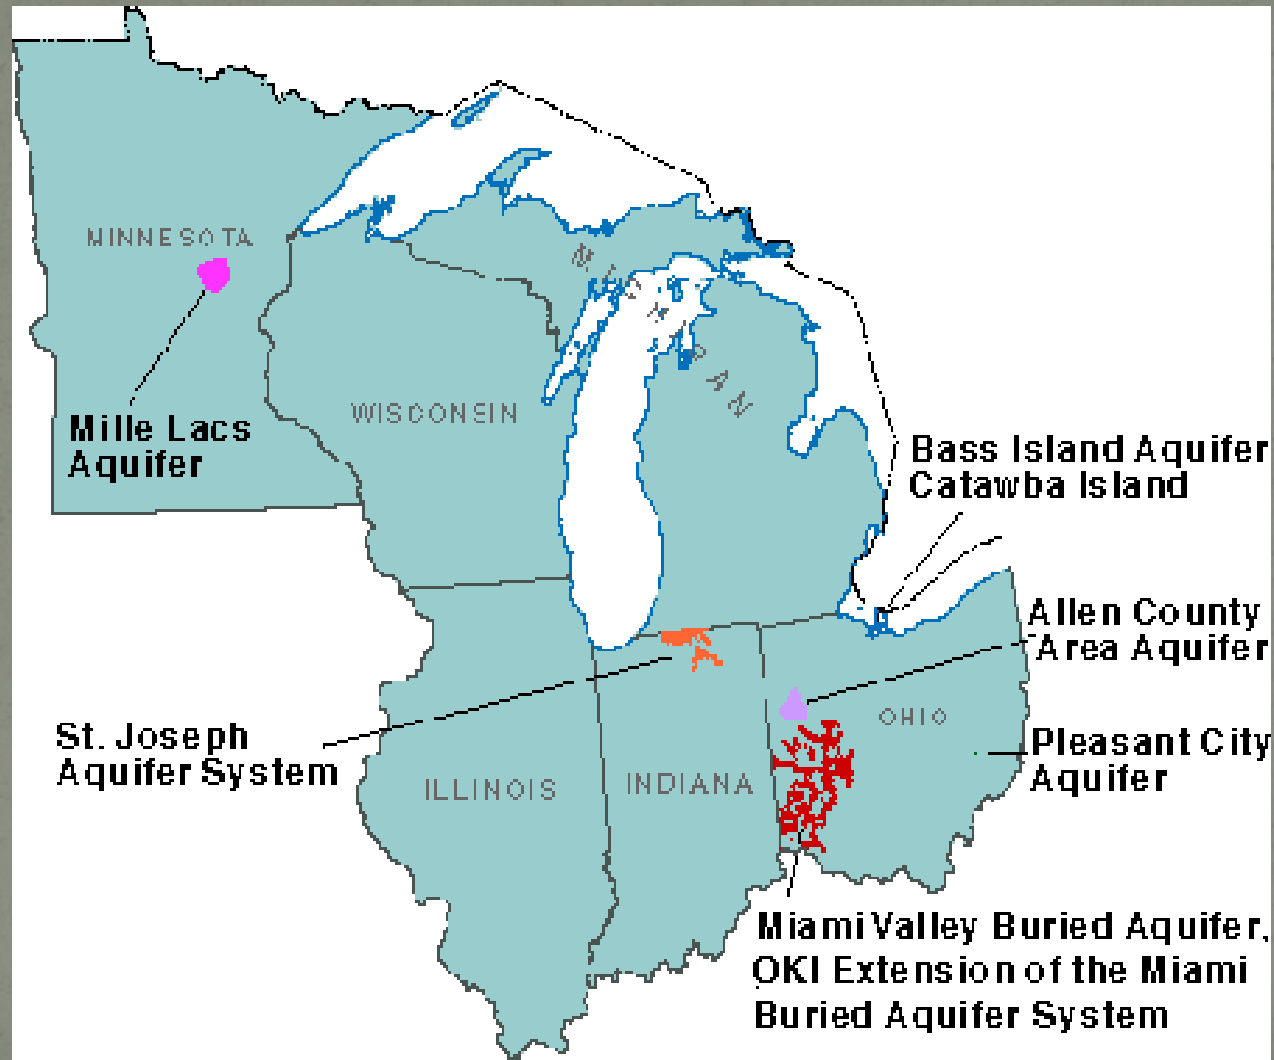 MINNESOTA
MICHIGAN
Mille Lacs
Aquifer
WISCONSIN
Bass Island Aquifer
Catawba Island
Allen County
Area Aquifer
St. Joseph
Aquifer System
OHIO
ILLINOIS
INDIANA
Pleasant City
Aquifer
Miami Valley Buried Aquifer,
OKI Extension of the Miami
Buried Aquifer System